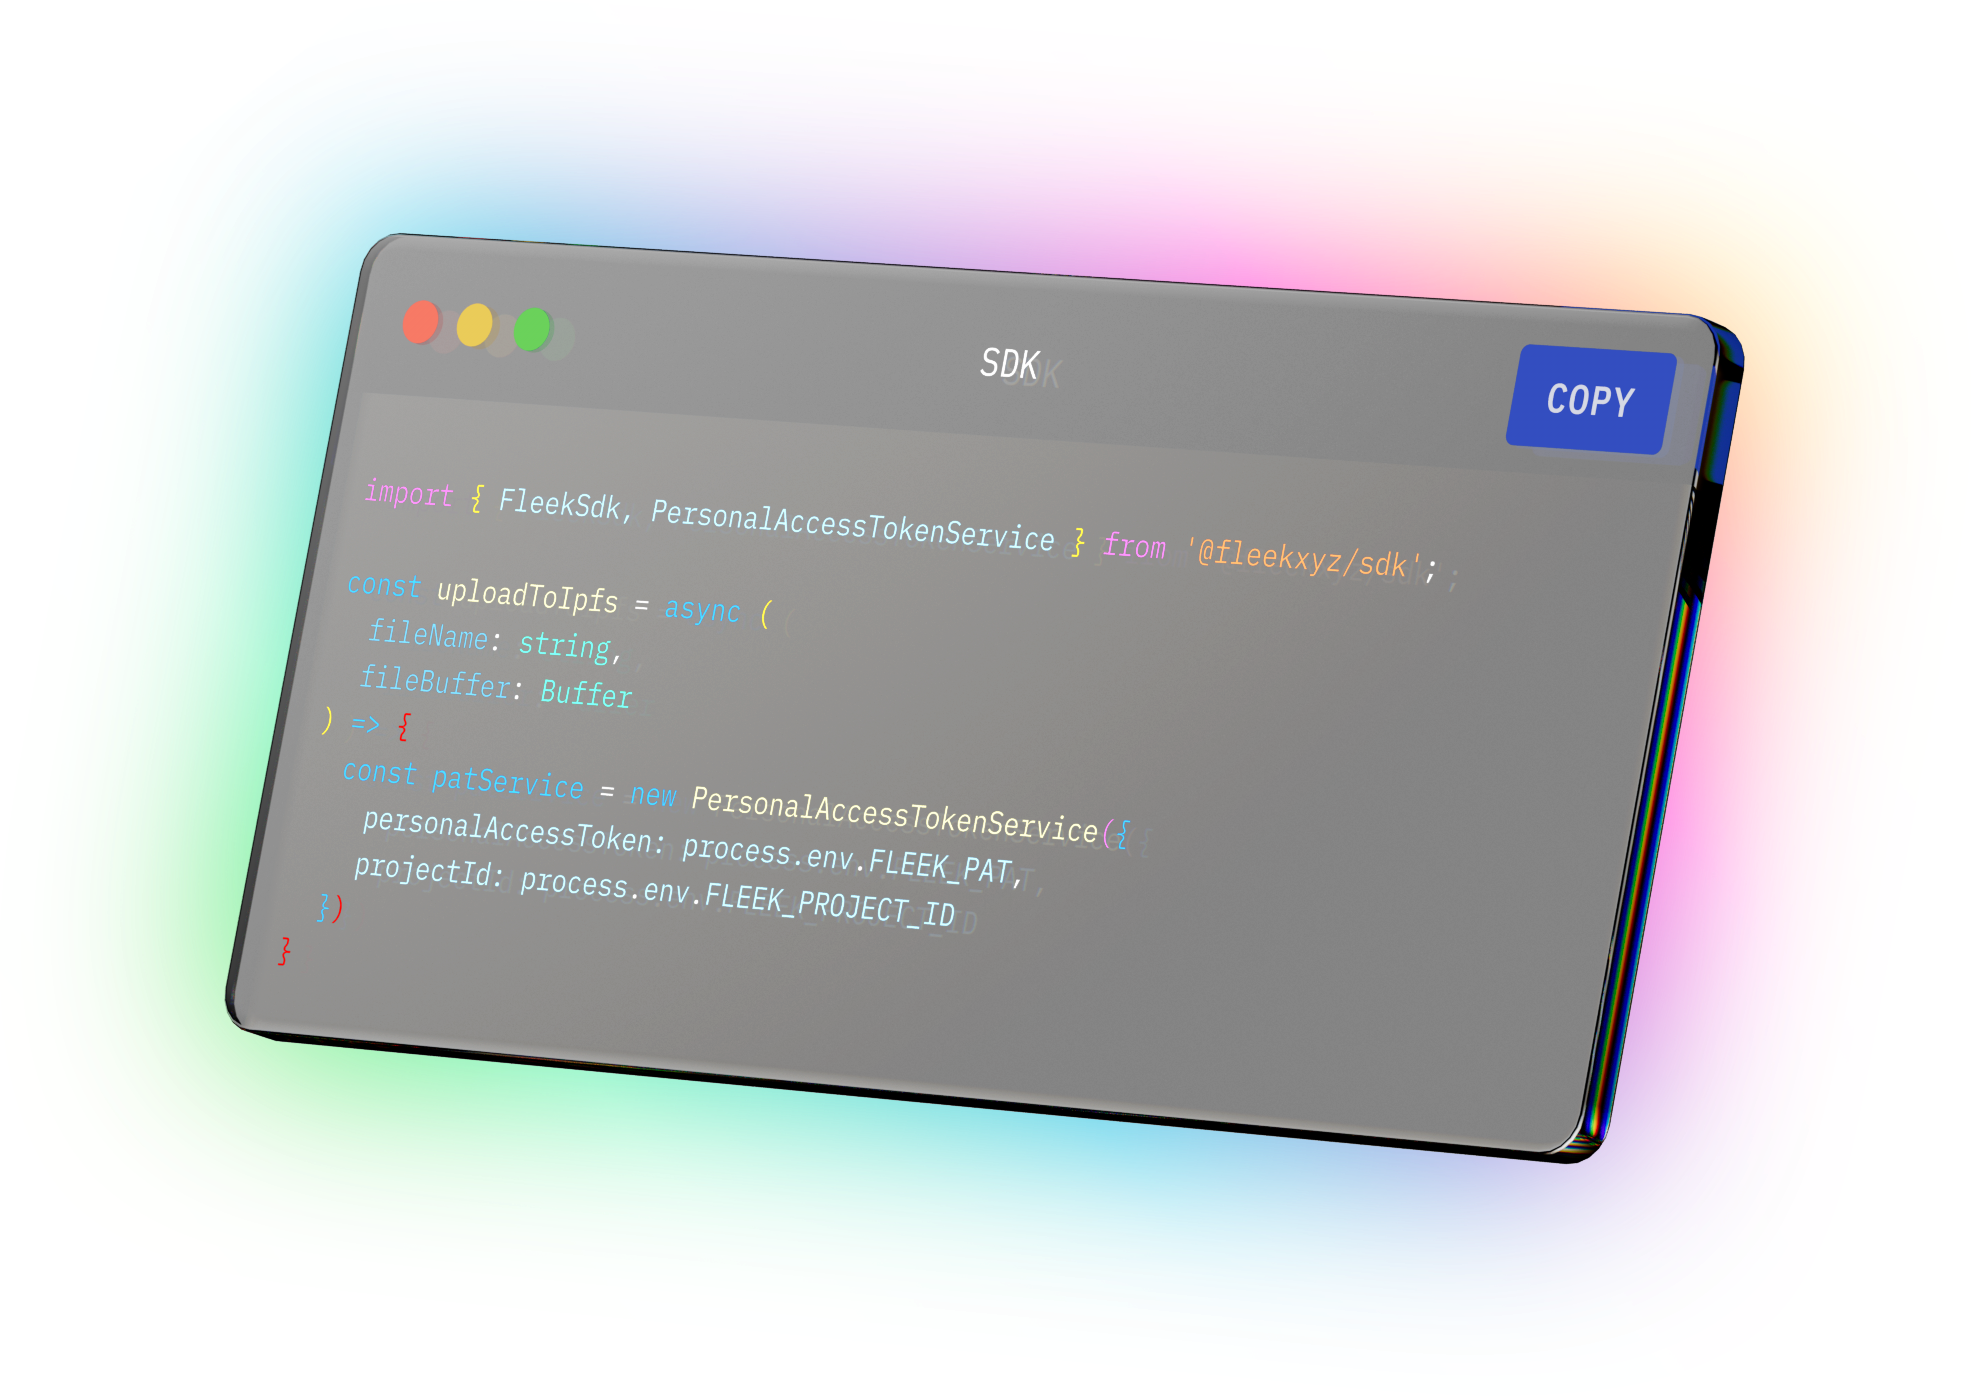 SDK
COPY
import { FleekSdk, PersonalAccessTokenService } from '@fleekxyz/sdk';
const uploadToIpfs = async (
fileName: string,
fileBuffer: Buffer
) => {
const patService = new PersonalAccessTokenService({
personalAccessToken: process.env.FLEEK_PAT,
projectId: process.env.FLEEK_PROJECT_ID
})
}